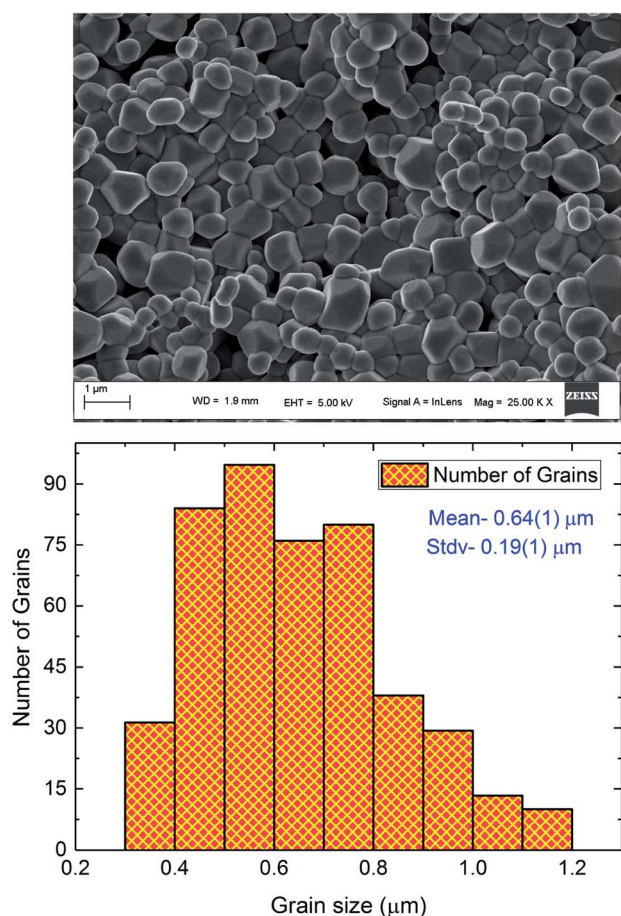 1 µm
WD = 1.9 mm EHT = 5.00 kV Signal A = InLens Mag = 25.00 K X
ZEISS
Number of Grains
Mean- 0.64(1) µm
Stdv- 0.19(1) µm
Number of Grains
90
75
60
45
30
15
0
0.2 0.4 0.6 0.8 1.0 1.2
Grain size (µm)